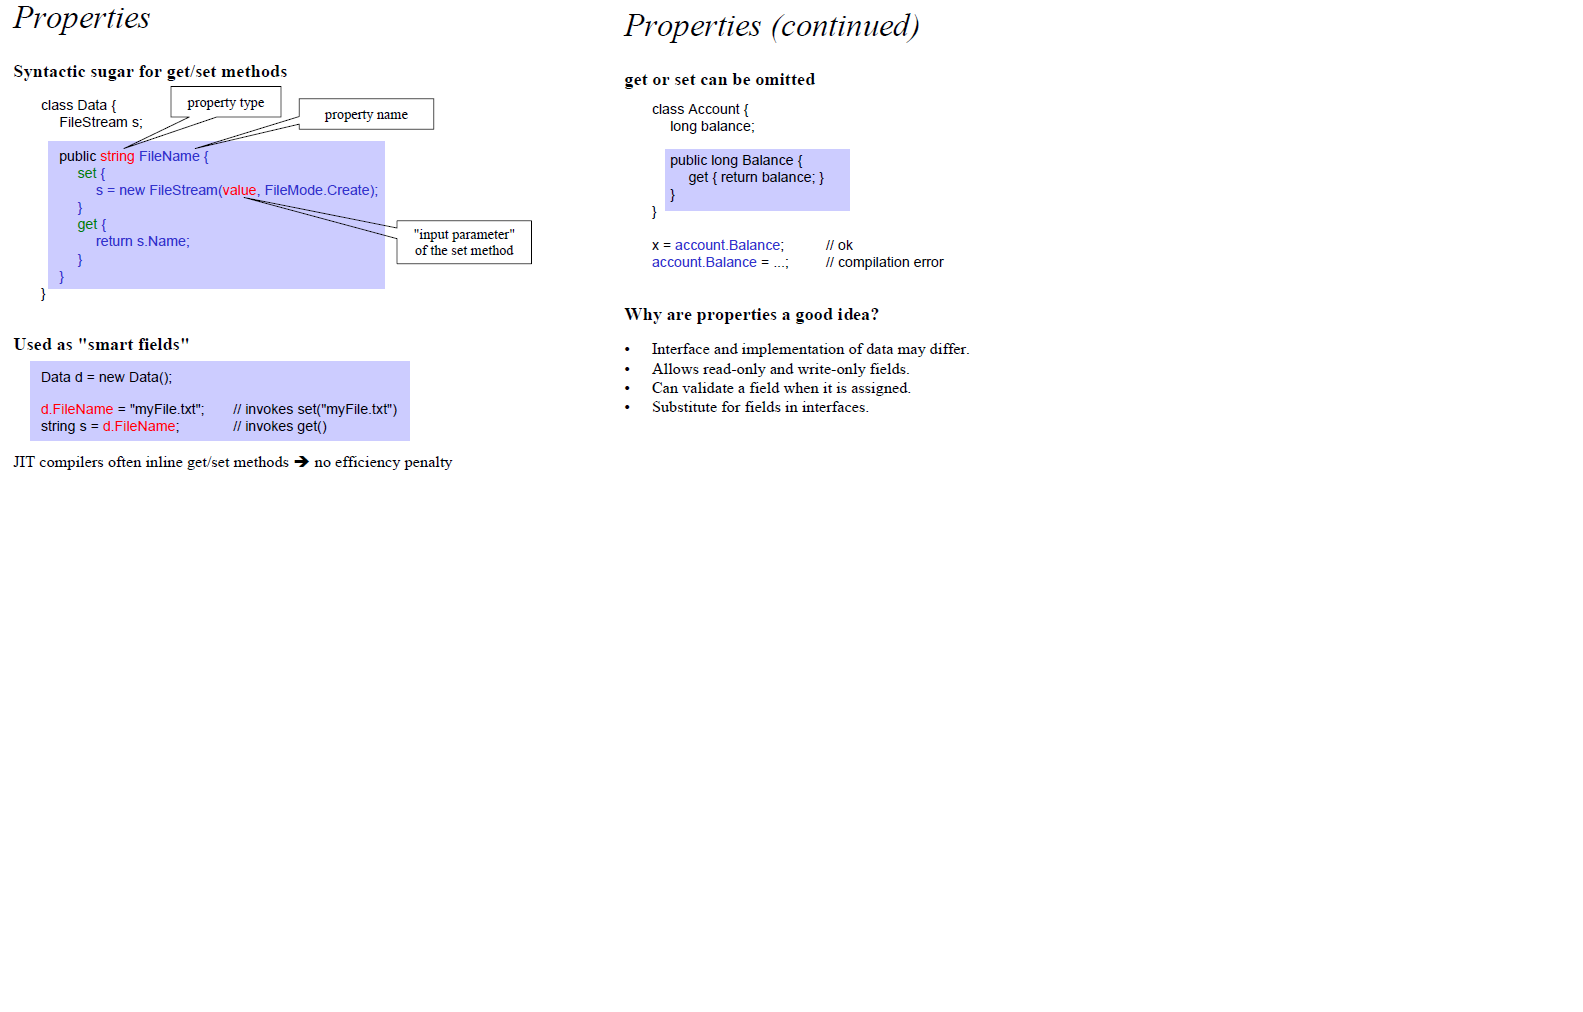 Properties
Syntactic sugar for get/set methods
class Data {
FileStream s;
property type
property name
public string FileName {
set {
s = new FileStream(value, FileMode.Create);
}
get {
return s.Name;
}
}
}
"input parameter"
of the set method
Used as "smart fields"
Data d = new Data();
d.FileName = "myFile.txt"; // invokes set("myFile.txt")
string s = d.FileName; // invokes get()
JIT compilers often inline get/set methods ➔ no efficiency penalty
Properties (continued)
get or set can be omitted
class Account {
long balance;
public long Balance {
get { return balance; }
}
}
x = account.Balance; // ok
account.Balance = ...; // compilation error
Why are properties a good idea?
• Interface and implementation of data may differ.
• Allows read-only and write-only fields.
• Can validate a field when it is assigned.
• Substitute for fields in interfaces.